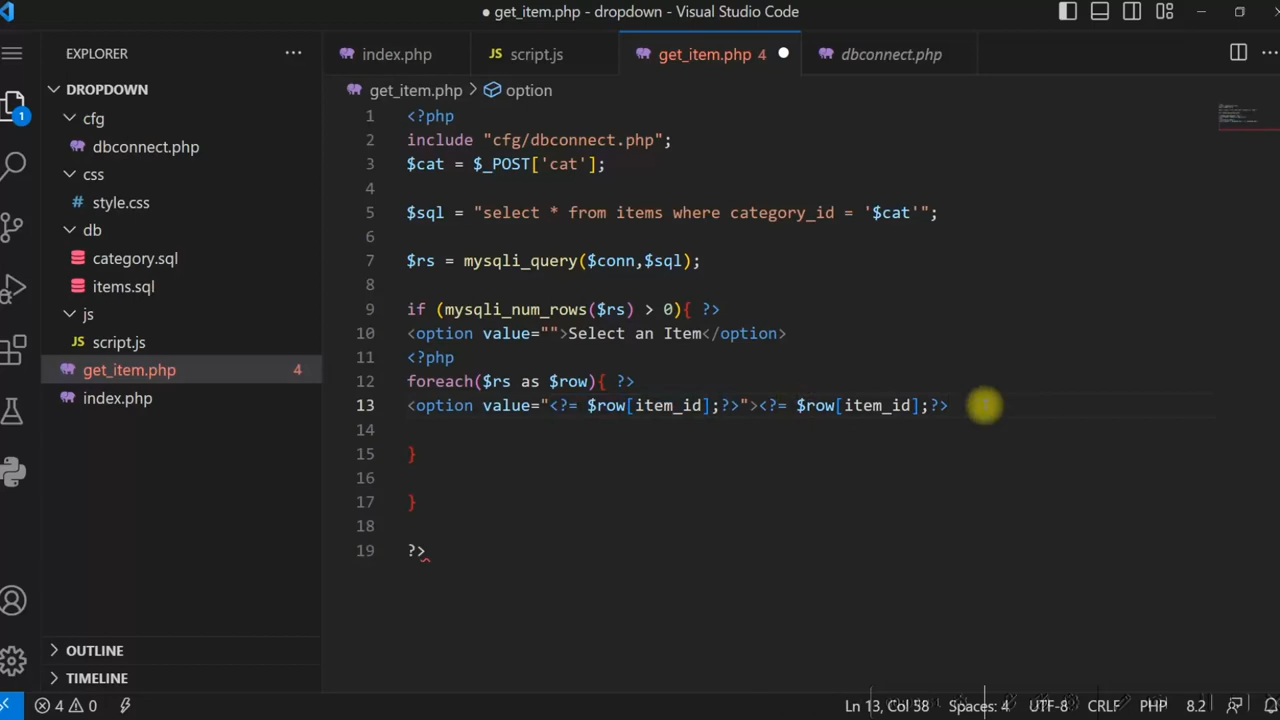 ● get_item.php - dropdown - Visual Studio Code
EXPLORER
index.php
JS script.js
get_item.php 4
dbconnect.php
DROPDOWN
get_item.php > option
cfg
dbconnect.php
css
# style.css
db
category.sql
items.sql
js
JS script.js
get_item.php 4
index.php
1
1 <?php
2 include "cfg/dbconnect.php";
3 $cat = $_POST['cat'];
4
5 $sql = "select * from items where category_id = '$cat'";
6
7 $rs = mysqli_query($conn,$sql);
8
9 if (mysqli_num_rows($rs) > 0){ ?>
10 <option value="">Select an Item</option>
11 <?php
12 foreach($rs as $row){ ?>
13 <option value="<?= $row[item_id];?>"><?= $row[item_id];?>
14
15 }
16
17 }
18
19 ?>
OUTLINE
TIMELINE
4 0
Ln 13, Col 58 Spaces: 4 UTF-8 CRLF PHP 8.2